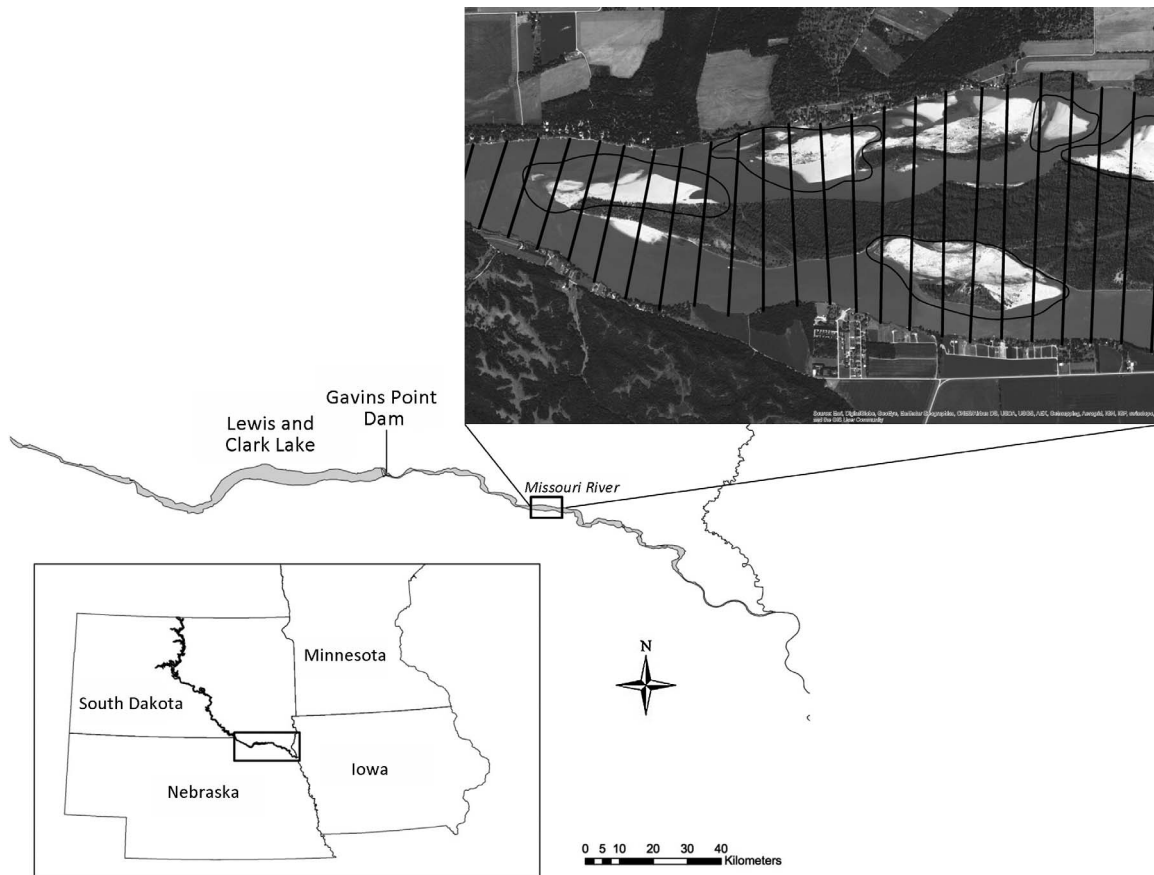 Gavins Point
Dam
Lewis and
Clark Lake
Missouri River
N
Minnesota
South Dakota
Iowa
Nebraska
0 5 10 20 30 40
Kilometers